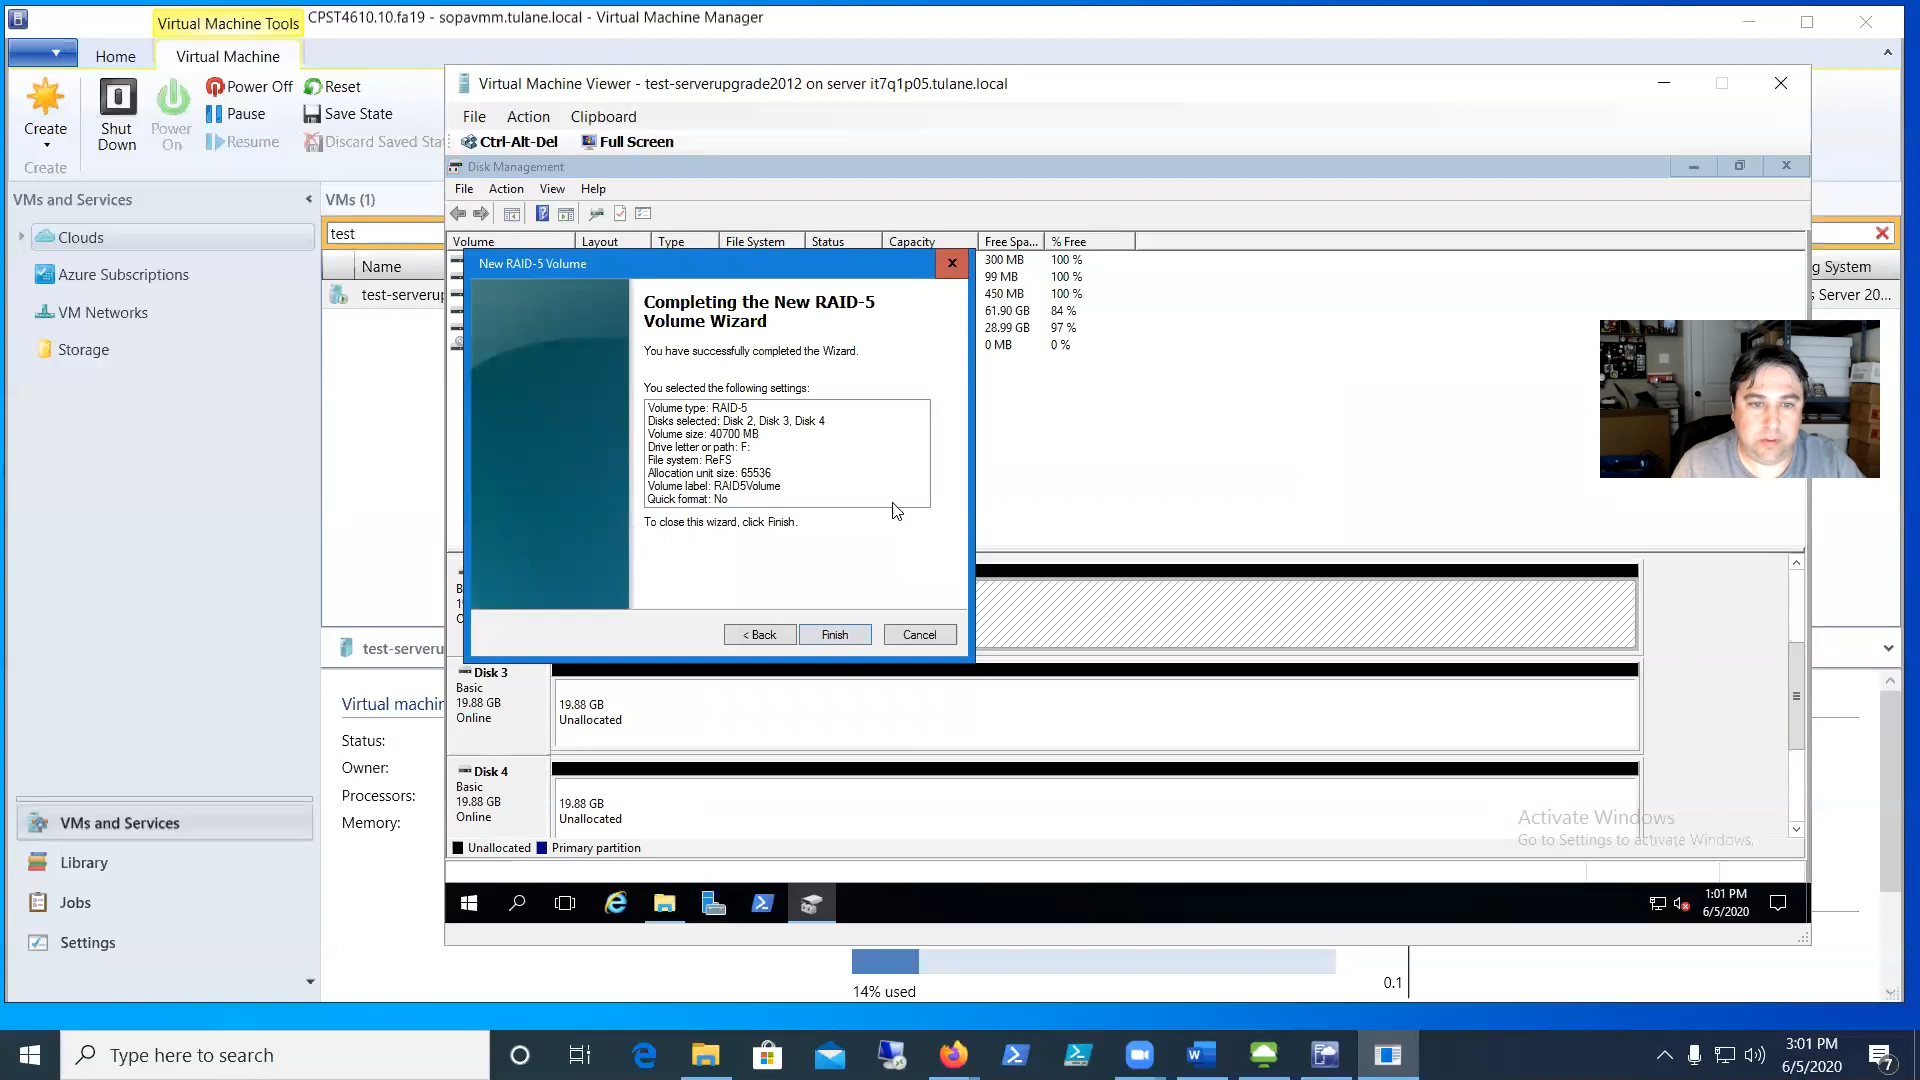 Virtual Machine Tools
CPST4610.10.fa19 - sopavmm.tulane.local - Virtual Machine Manager
Home
Virtual Machine
Create
Shut Down
Power On
Power Off
Pause
Resume
Reset
Save State
Discard Saved Sta
Create
VMs and Services
Clouds
Azure Subscriptions
VM Networks
Storage
VMs (1)
test
Name
test-serverup
g System
s Server 20...
Virtual Machine Viewer - test-serverupgrade2012 on server it7q1p05.tulane.local
File Action Clipboard
Ctrl-Alt-Del Full Screen
Disk Management
File Action View Help
Volume Layout Type File System Status Capacity Free Spa... % Free
300 MB 100 %
99 MB 100 %
450 MB 100 %
61.90 GB 84 %
28.99 GB 97 %
0 MB 0 %
New RAID-5 Volume
Completing the New RAID-5
Volume Wizard
You have successfully completed the Wizard.
You selected the following settings:
Volume type: RAID-5
Disks selected: Disk 2, Disk 3, Disk 4
Volume size: 40700 MB
Drive letter or path: F:
File system: ReFS
Allocation unit size: 65536
Volume label: RAID5Volume
Quick format: No
To close this wizard, click Finish.
< Back Finish Cancel
Disk 3
Basic
19.88 GB
Online
19.88 GB
Unallocated
Disk 4
Basic
19.88 GB
Online
19.88 GB
Unallocated
Unallocated Primary partition
Activate Windows
Go to Settings to activate Windows.
1:01 PM
6/5/2020
test-serveru
Virtual machin
Status:
Owner:
Processors:
Memory:
14% used
0.1
VMs and Services
Library
Jobs
Settings
Type here to search
3:01 PM
6/5/2020
7